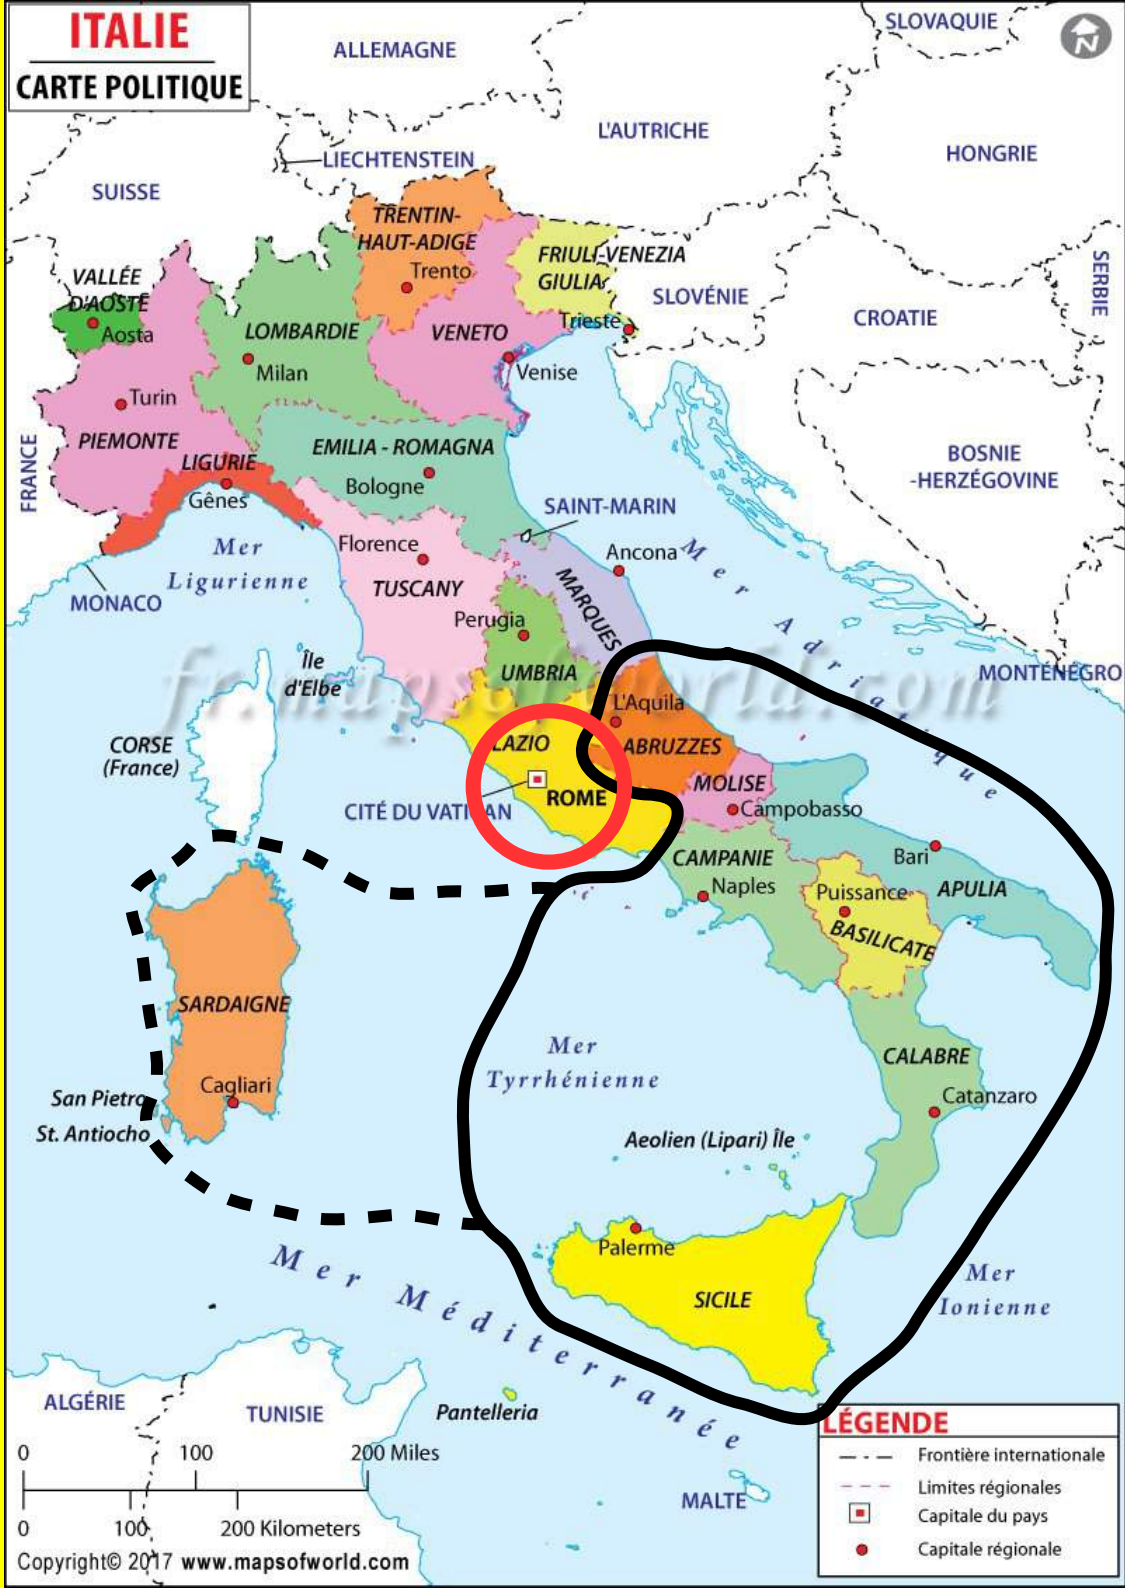 ITALIE
CARTE POLITIQUE
SLOVAQUIE
N
ALLEMAGNE
L'AUTRICHE
HONGRIE
LIECHTENSTEIN
SUISSE
TRENTIN-
HAUT-ADIGE
Trento
FRIULI-VENEZIA
GIULIA
SERBIE
VALLÉE
D'AOSTE
Aosta
SLOVÉNIE
CROATIE
LOMBARDIE
VENETO
Trieste
Milan
Venise
Turin
PIEMONTE
FRANCE
EMILIA - ROMAGNA
LIGURIE
Bologne
Gênes
BOSNIE
-HERZÉGOVINE
SAINT-MARIN
Mer
Ligurienne
Florence
TUSCANY
Ancona
MARQUES
Mer Adriatique
MONACO
Perugia
UMBRIA
Île
d'Elbe
fr.mapsofworld.com
MONTÉNÉGRO
L'Aquila
LAZIO
ABRUZZES
CORSE
(France)
MOLISE
ROME
CITÉ DU VATICAN
Campobasso
CAMPANIE
Bari
Naples
Puissance
APULIA
BASILICATE
SARDAIGNE
Mer
Tyrrhénienne
CALABRE
Cagliari
Catanzaro
San Pietro
St. Antiocho
Aeolien (Lipari) Île
Palerme
SICILE
Mer
Ionienne
Mer Méditerranée
ALGÉRIE
TUNISIE
Pantelleria
MALTE
0 100 200 Miles
0 100 200 Kilometers
Copyright© 2017 www.mapsofworld.com
LÉGENDE
Frontière internationale
Limites régionales
Capitale du pays
Capitale régionale